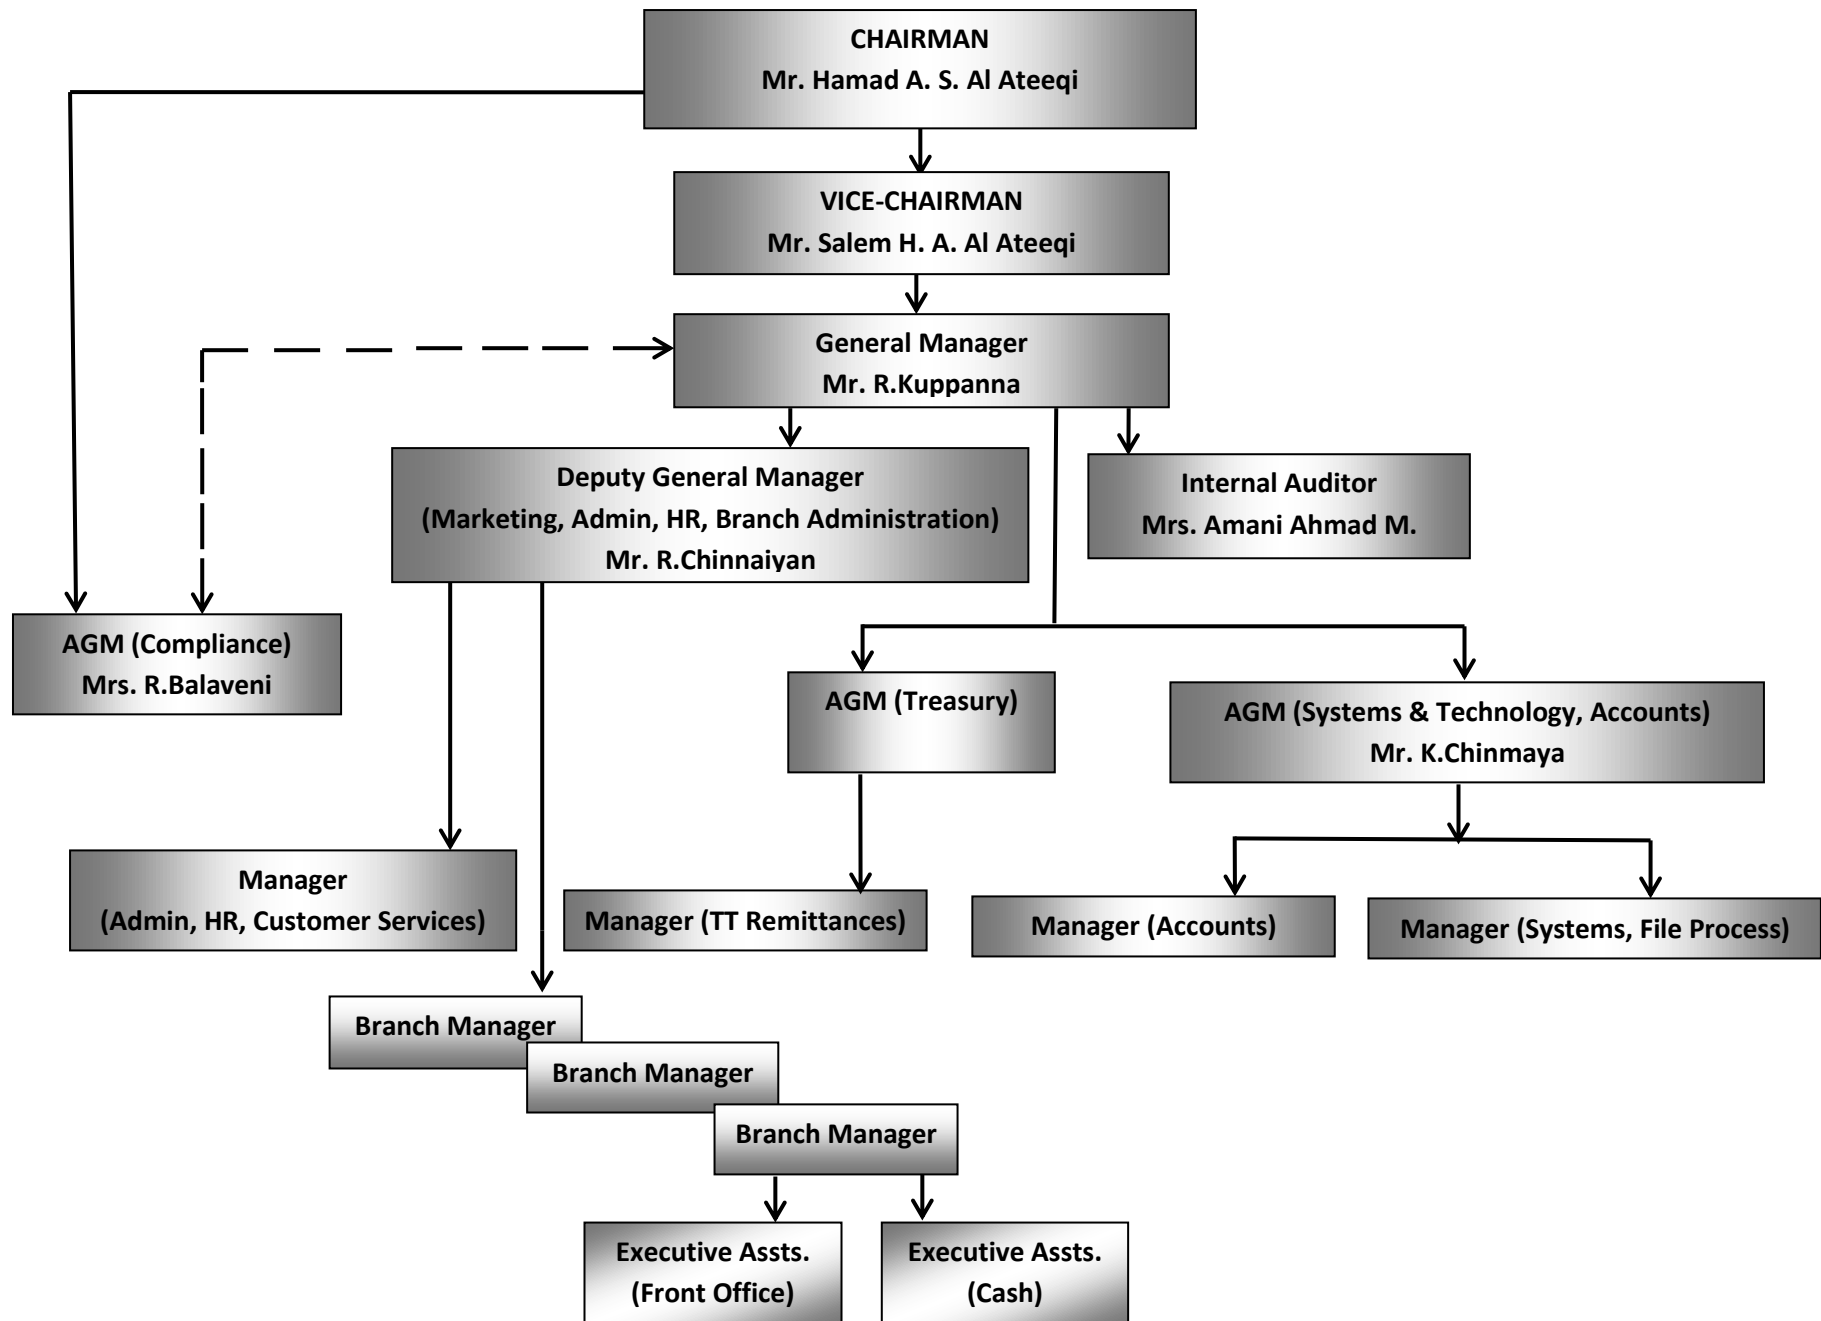 CHAIRMAN
Mr. Hamad A. S. Al Ateeqi
VICE-CHAIRMAN
Mr. Salem H. A. Al Ateeqi
General Manager
Mr. R.Kuppanna
Deputy General Manager
(Marketing, Admin, HR, Branch Administration)
Mr. R.Chinnaiyan
Internal Auditor
Mrs. Amani Ahmad M.
AGM (Compliance)
Mrs. R.Balaveni
AGM (Treasury)
AGM (Systems & Technology, Accounts)
Mr. K.Chinmaya
Manager
(Admin, HR, Customer Services)
Manager (TT Remittances)
Manager (Accounts)
Manager (Systems, File Process)
Branch Manager
Branch Manager
Branch Manager
Executive Assts.
(Front Office)
Executive Assts.
(Cash)